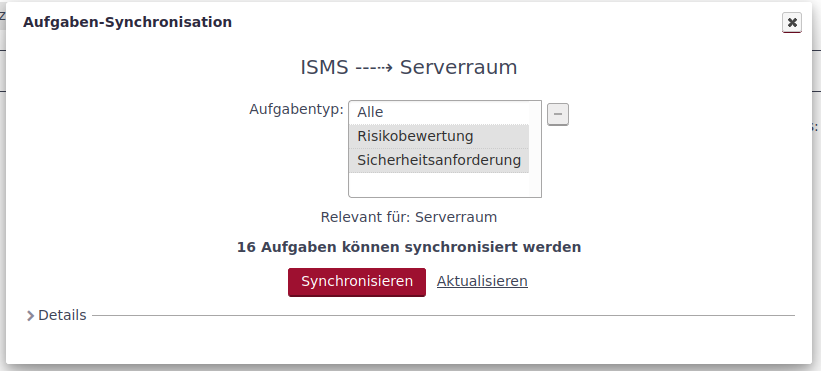 Aufgaben-Synchronisation
ISMS ---⇢ Serverraum
Aufgabentyp:
Alle
Risikobewertung
Sicherheitsanforderung
Relevant für: Serverraum
16 Aufgaben können synchronisiert werden
Synchronisieren Aktualisieren
Details